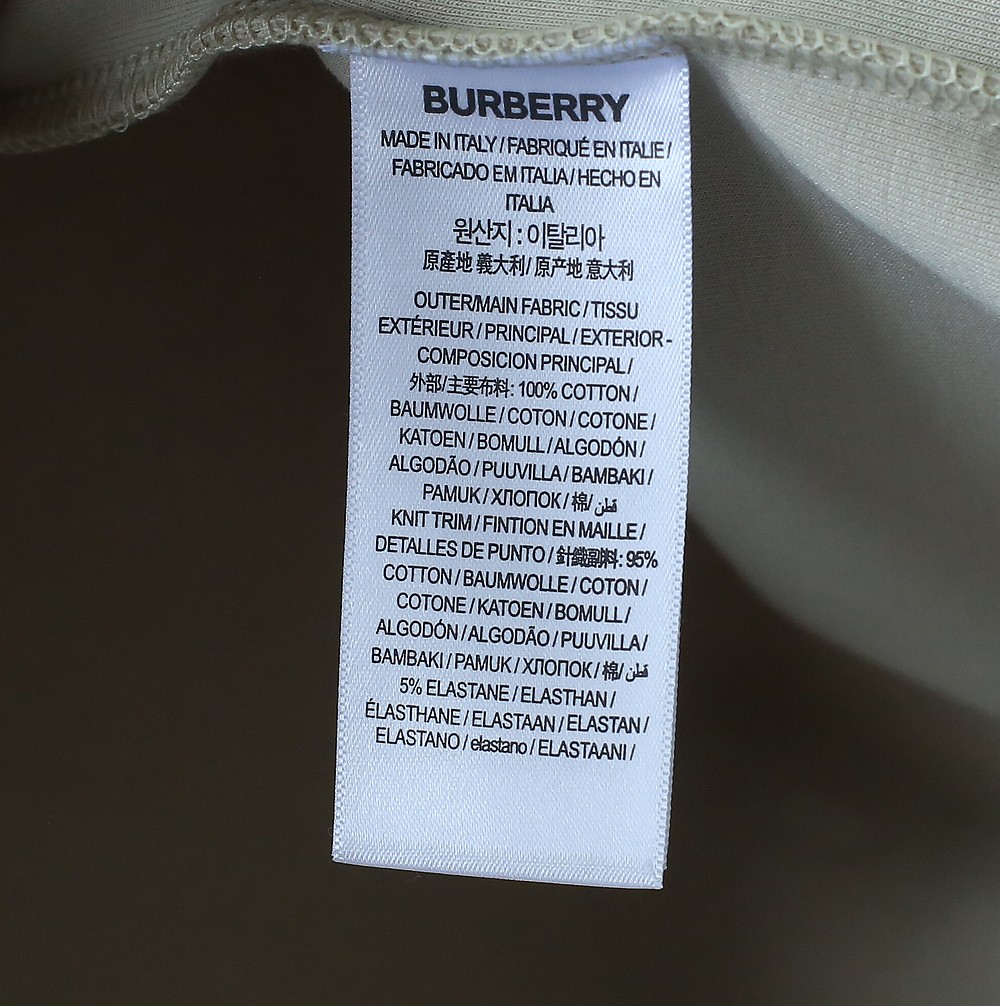 BURBERRY
MADE IN ITALY / FABRIQUÉ EN ITALIE /
FABRICADO EM ITALIA / HECHO EN
ITALIA
원산지 : 이탈리아
原產地 義大利/ 原产地 意大利
OUTER/MAIN FABRIC / TISSU
EXTÉRIEUR / PRINCIPAL / EXTERIOR -
COMPOSICION PRINCIPAL /
外部/主要布料: 100% COTTON /
BAUMWOLLE / COTON / COTONE /
KATOEN / BOMULL / ALGODÓN /
ALGODÃO / PUUVILLA / BAMBAKI /
PAMUK / ХЛОПОК / 棉/ قطن
KNIT TRIM / FINTION EN MAILLE /
DETALLES DE PUNTO / 針織副料: 95%
COTTON / BAUMWOLLE / COTON /
COTONE / KATOEN / BOMULL /
ALGODÓN / ALGODÃO / PUUVILLA /
BAMBAKI / PAMUK / ХЛОПОК / 棉/ قطن
5% ELASTANE / ELASTHAN /
ÉLASTHANE / ELASTAAN / ELASTAN /
ELASTANO / elastano / ELASTAANI /